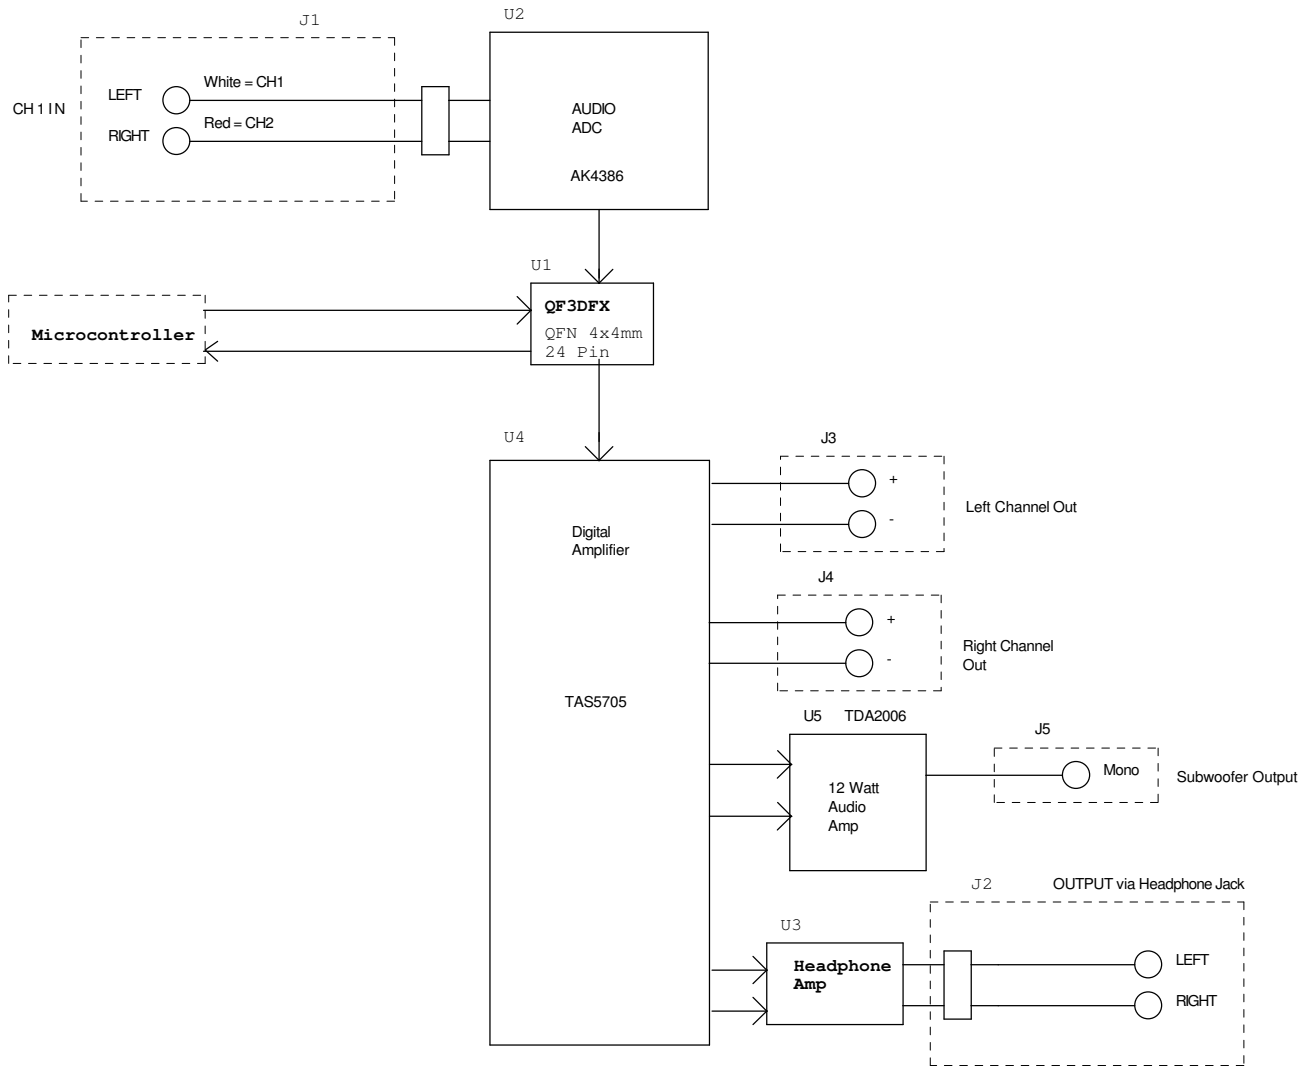 J1
U2
White = CH1
LEFT
CH 1 I N
Red = CH2
RIGHT
AUDIO
ADC
AK4386
U1
QF3DFX
QFN 4x4mm
24 Pin
Microcontroller
U4
Digital
Amplifier
TAS5705
J3
+
-
Left Channel Out
J4
+
-
Right Channel
Out
U5 TDA2006
12 Watt
Audio
Amp
J5
Mono
Subwoofer Output
J2 OUTPUT via Headphone Jack
U3
Headphone
Amp
LEFT
RIGHT